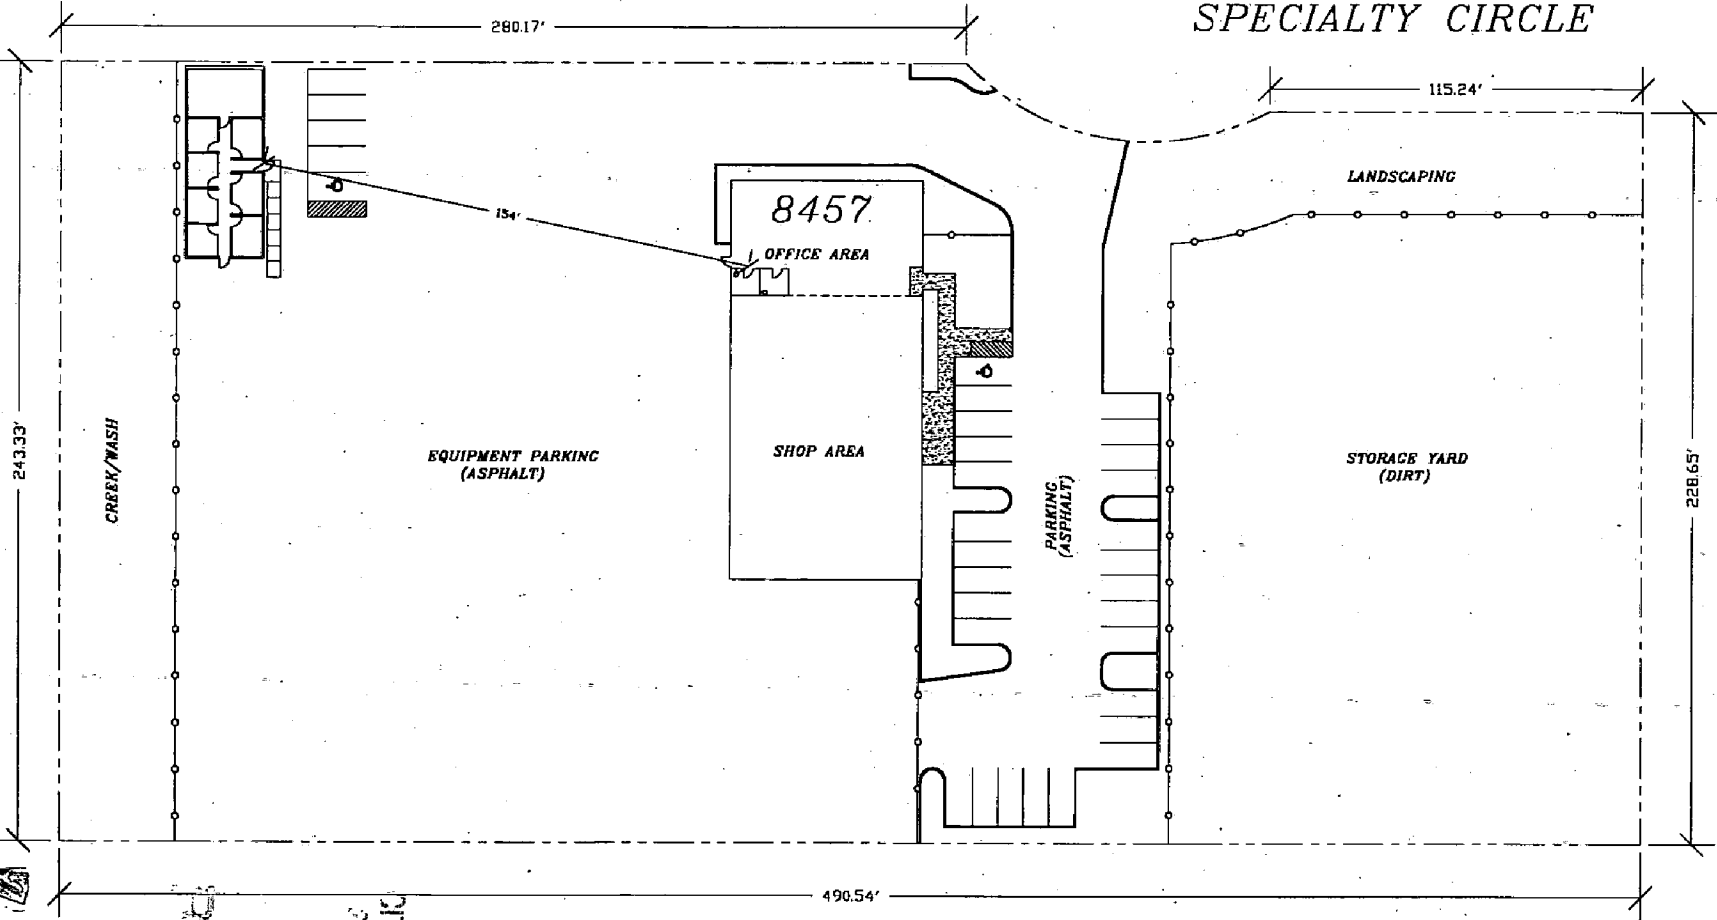 SPECIALTY CIRCLE
280.17'
115.24'
LANDSCAPING
8457
154'
OFFICE AREA
243.33'
CREEK/WASH
EQUIPMENT PARKING
(ASPHALT)
SHOP AREA
PARKING
(ASPHALT)
STORAGE YARD
(DIRT)
228.65'
490.54'